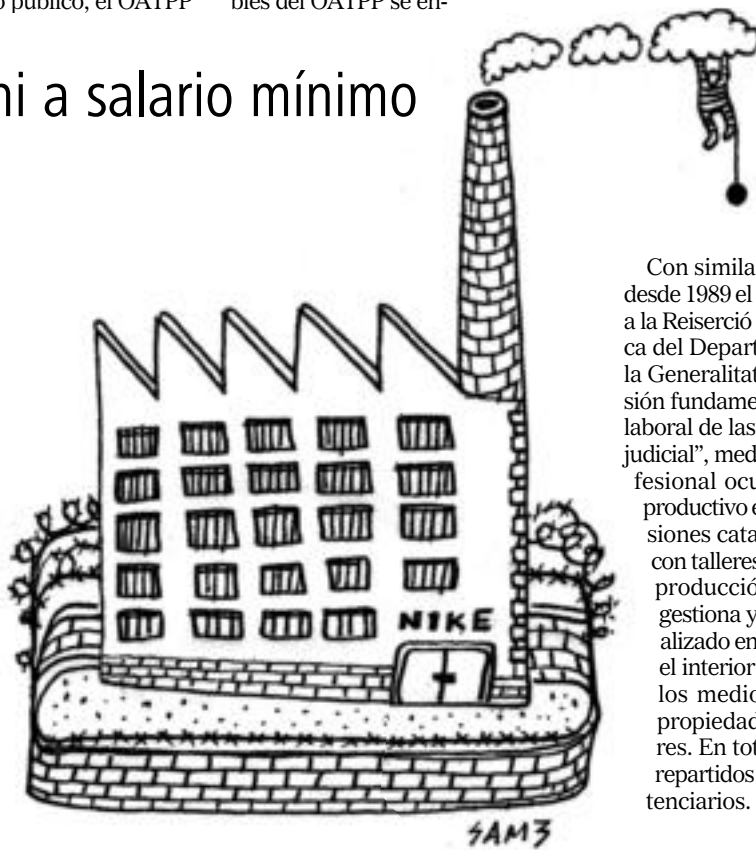 o público, el OATPP
bles del OATPP se en-
ni a salario mínimo
Con simila
desde 1989 el
a la Reiserció
ca del Depart
la Generalitat
sión fundame
laboral de las
judicial”, med
fesional ocu
productivo e
siones cata
con talleres
producció
gestiona y
alizado en
el interior
los medio
propiedad
res. En tot
repartidos
tenciarios.
NIKE
SAM3